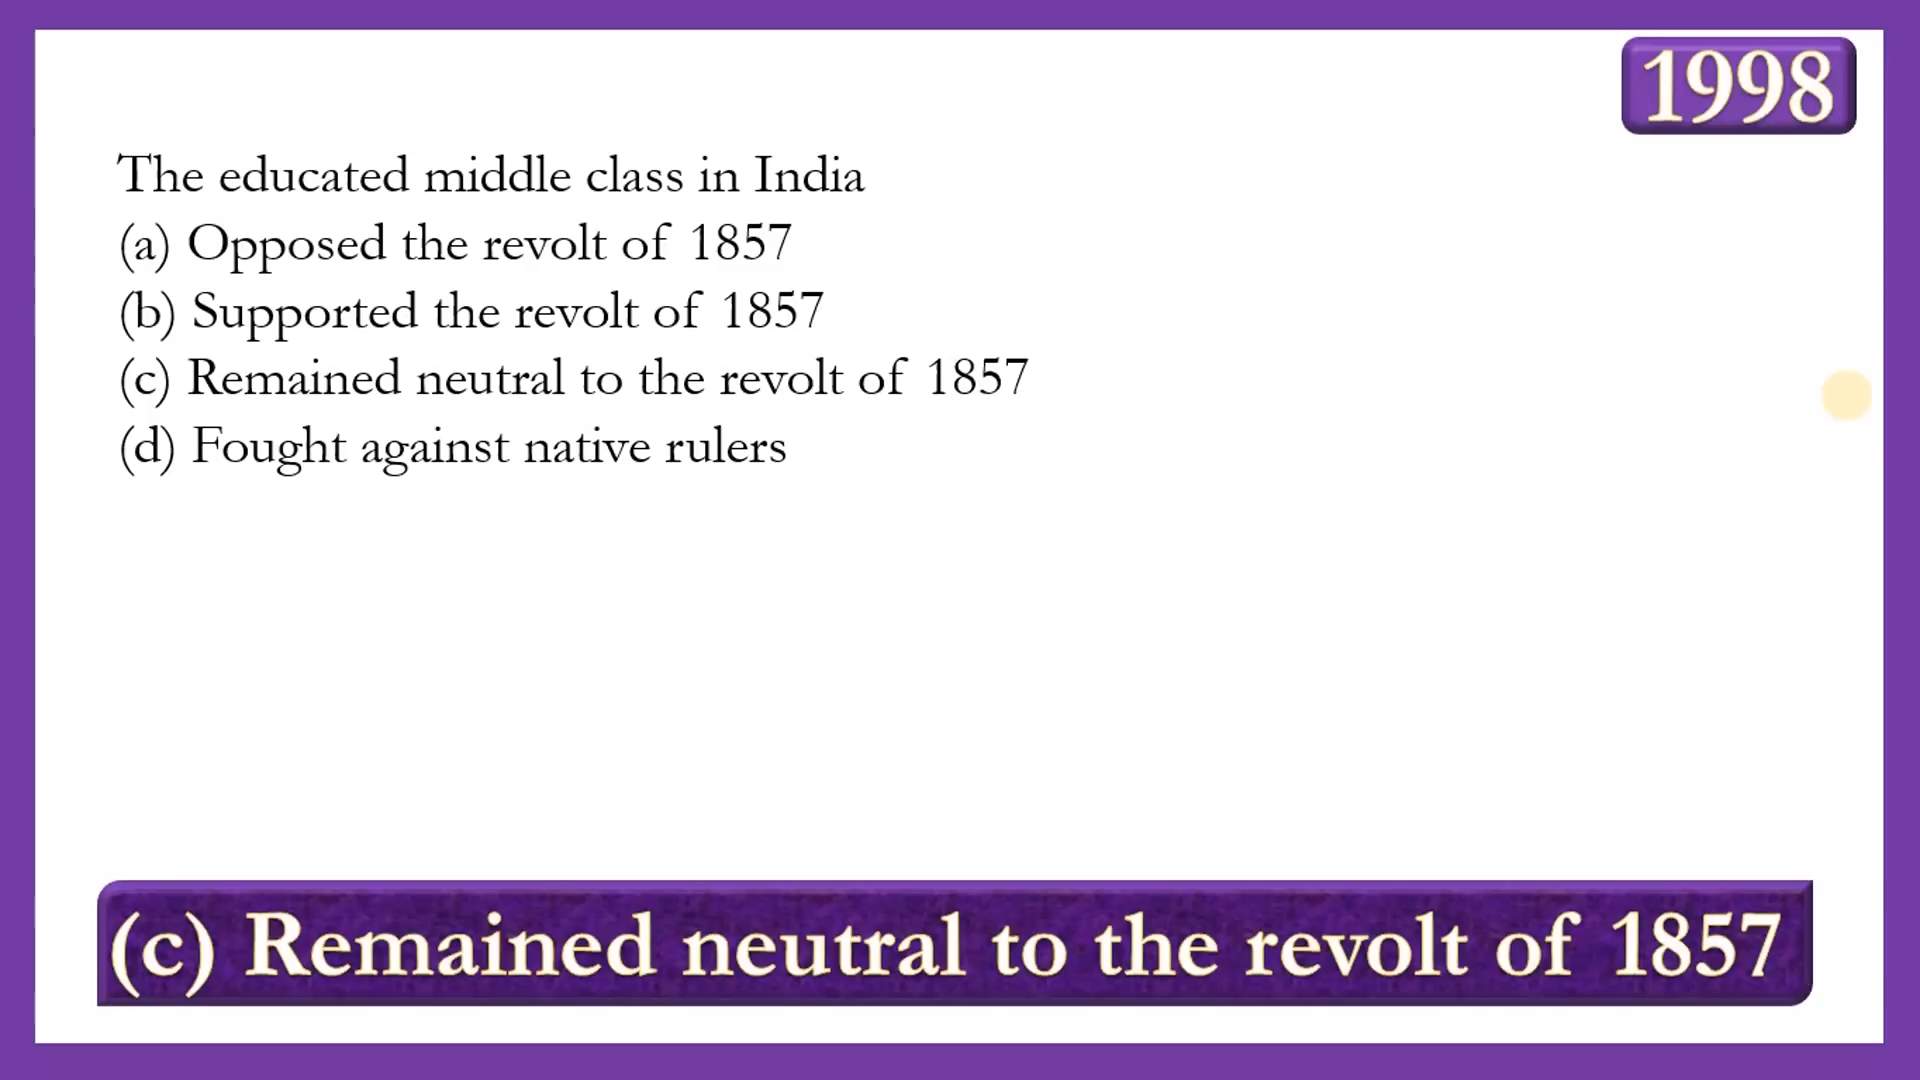 1998
The educated middle class in India
(a) Opposed the revolt of 1857
(b) Supported the revolt of 1857
(c) Remained neutral to the revolt of 1857
(d) Fought against native rulers
(c) Remained neutral to the revolt of 1857